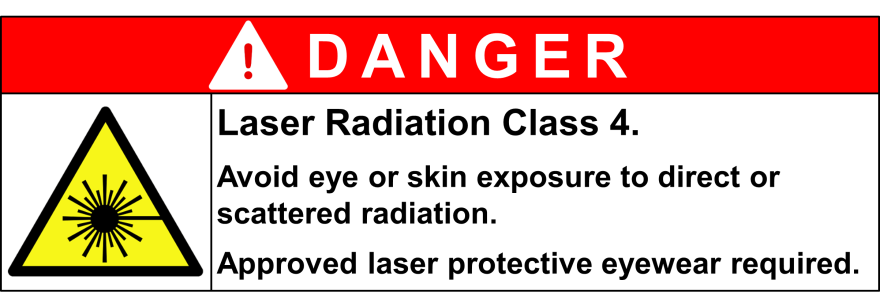 DANGER
Laser Radiation Class 4.
Avoid eye or skin exposure to direct or
scattered radiation.
Approved laser protective eyewear required.